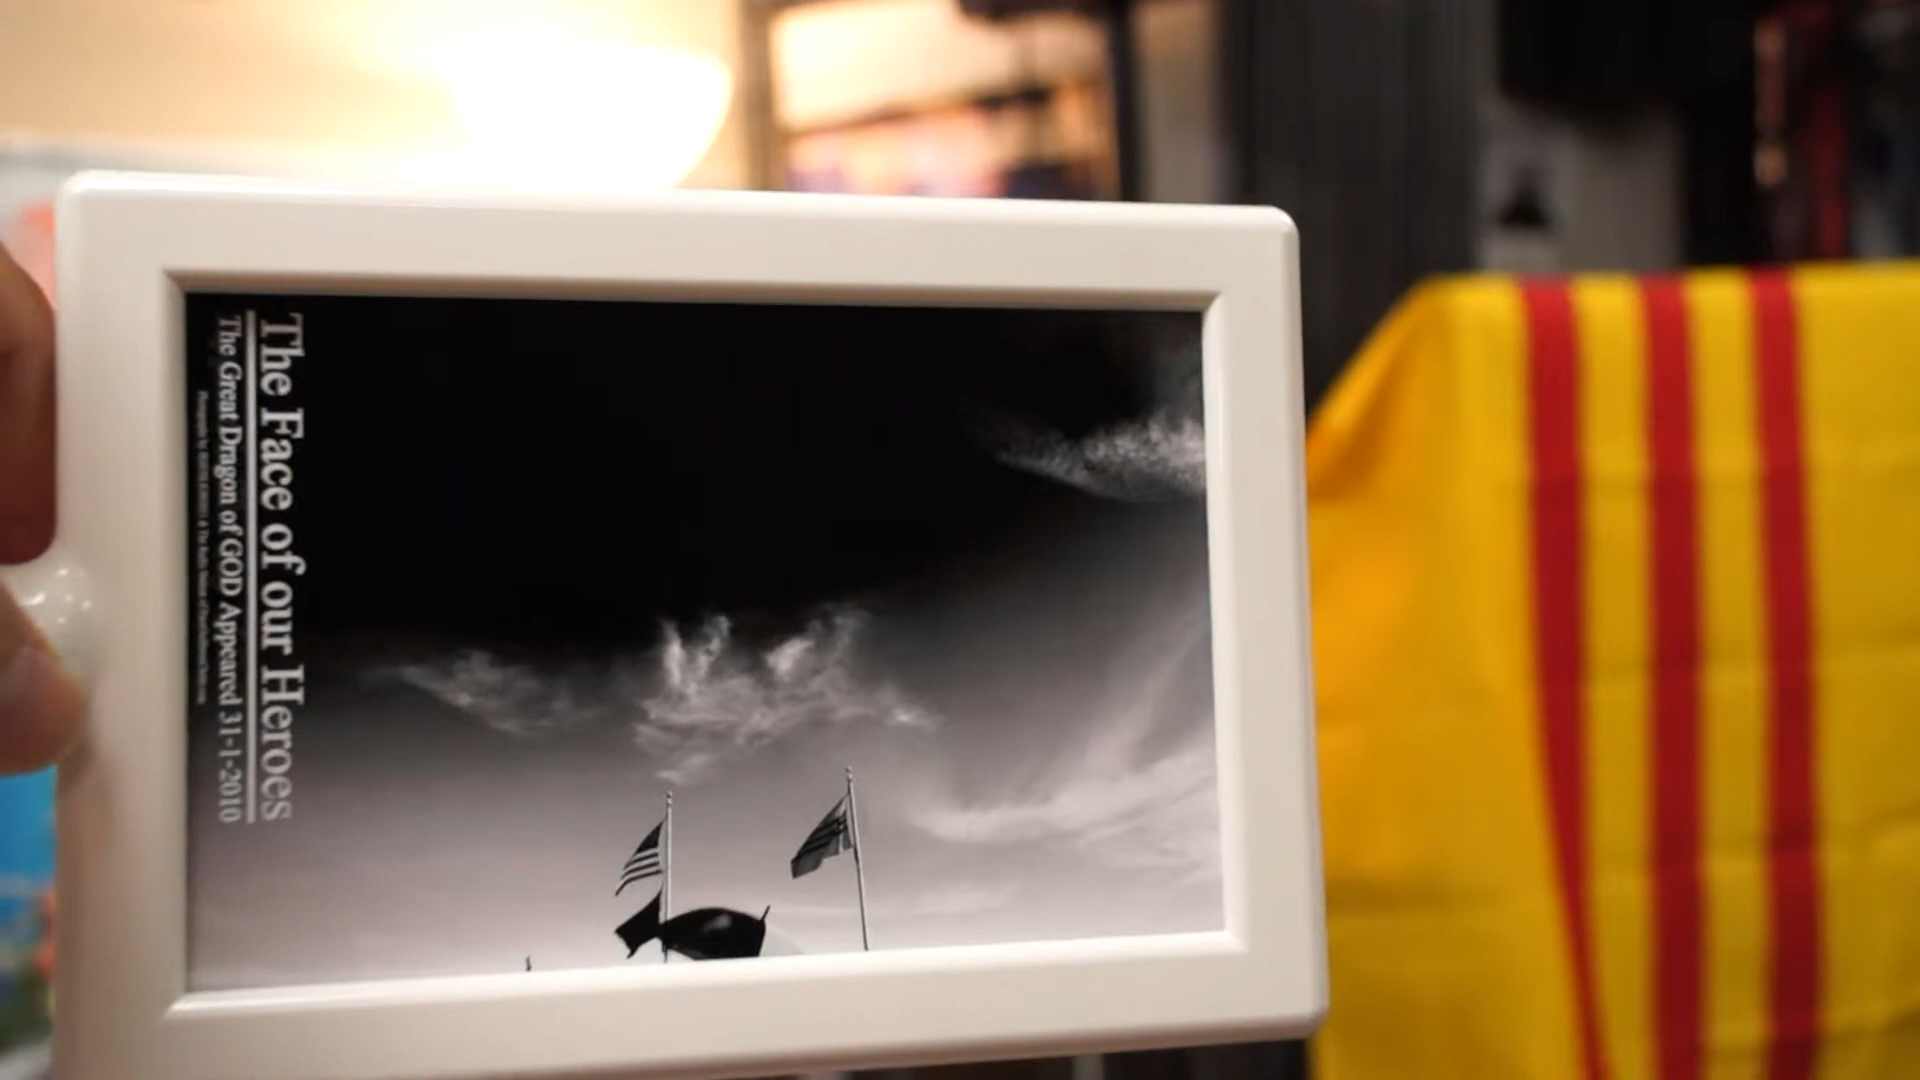 The Face of our Heroes
The Great Dragon of GOD Appeared 31-1-2010